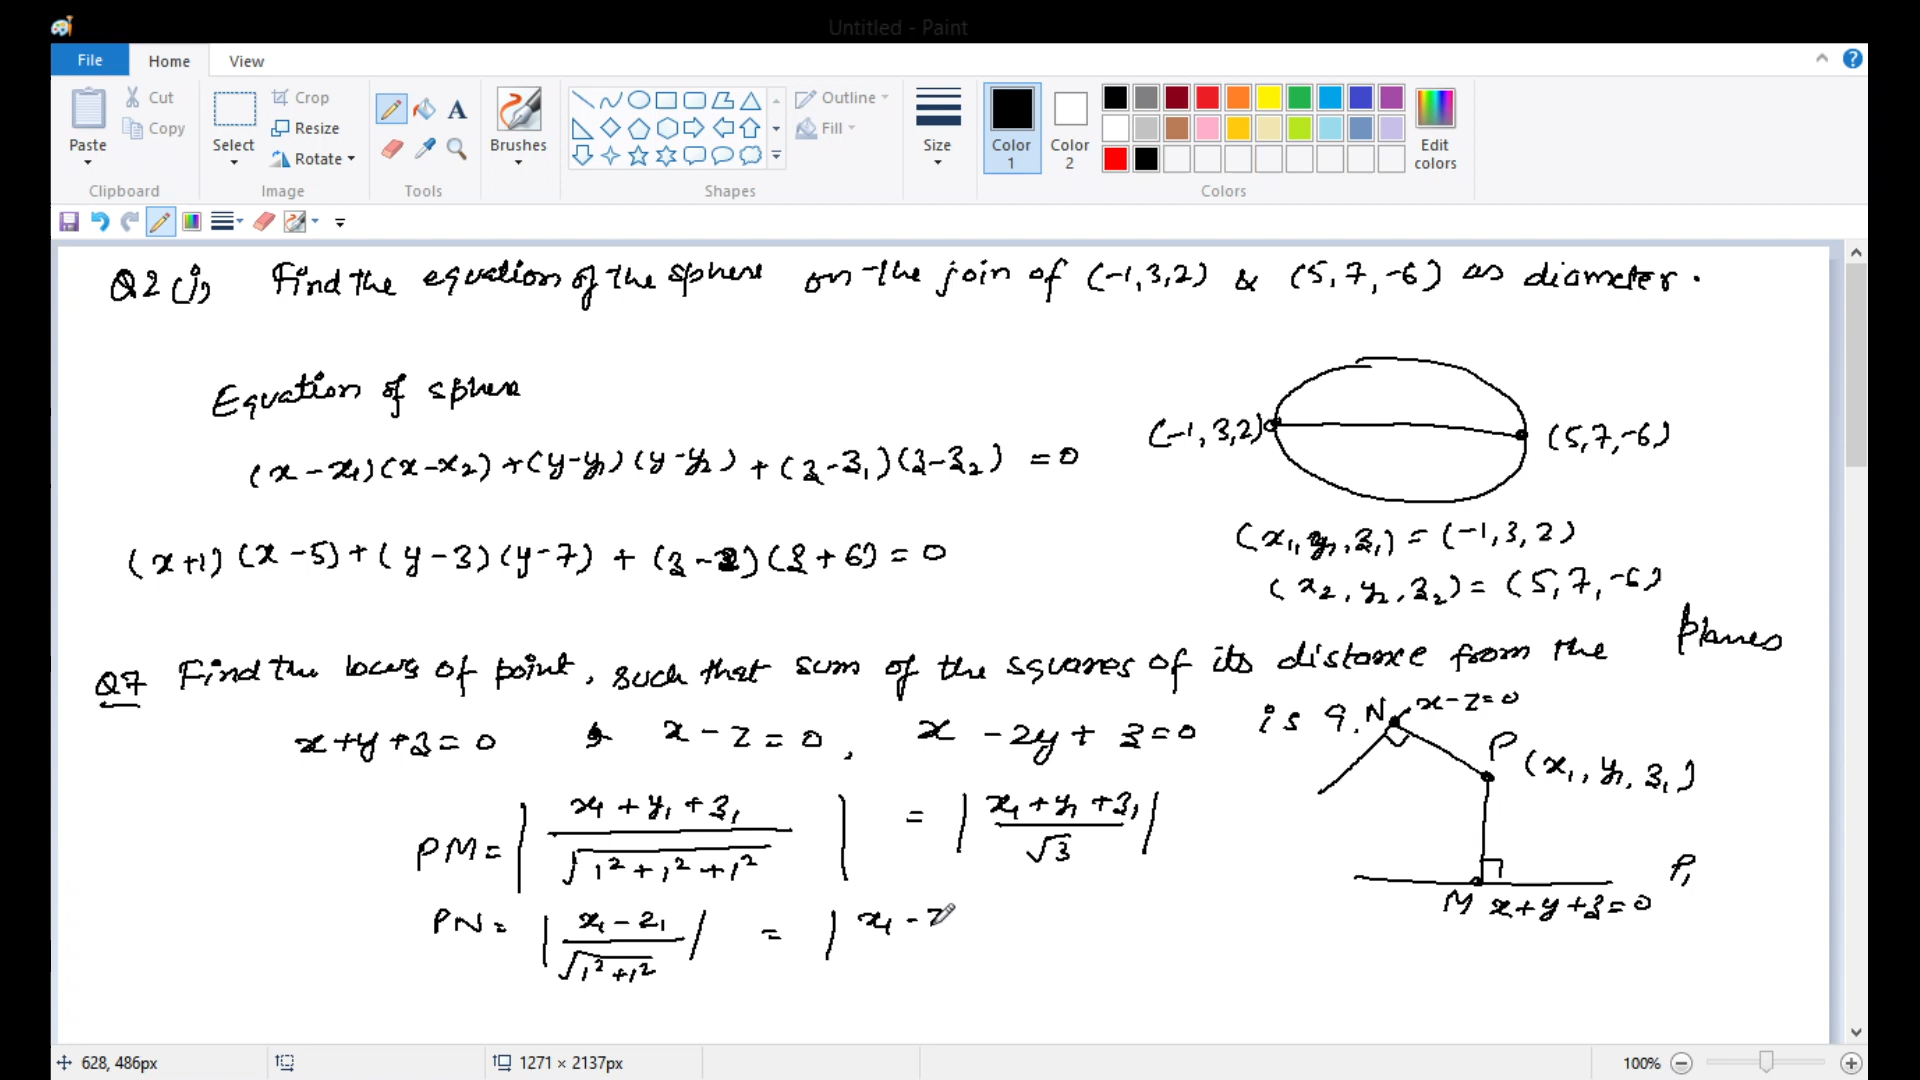 Untitled - Paint
File Home View
Cut
Copy
Paste
Clipboard
Crop
Resize
Rotate
Select
Image
Tools
Brushes
Outline
Fill
Shapes
Size
Color 1
Color 2
Edit colors
Colors
Q2(j) Find the equation of the sphere on the join of (-1,3,2) & (5,7,-6) as diameter.
Equation of sphere
(x-x₁)(x-x₂)+(y-y₁)(y-y₂)+(z-z₁)(z-z₂) = 0
(-1,3,2) (5,7,-6)
(x₁,y₁,z₁) = (-1,3,2)
(x+1)(x-5)+(y-3)(y-7)+(z-2)(z+6)=0
(x₂,y₂,z₂)=(5,7,-6)
Q7 Find the locus of point, such that sum of the squares of its distance from the planes
x+y+z=0 & x-z=0, x-2y+z=0 is 9.
N x-z=0
P (x₁,y₁,z₁)
PM = |x₁+y₁+z₁ / √1²+1²+1²| = |x₁+y₁+z₁ / √3|
P₁
M x+y+z=0
PN = |x₁-z₁ / √1²+1²| = |x₁-z
628, 486px
1271 × 2137px
100%